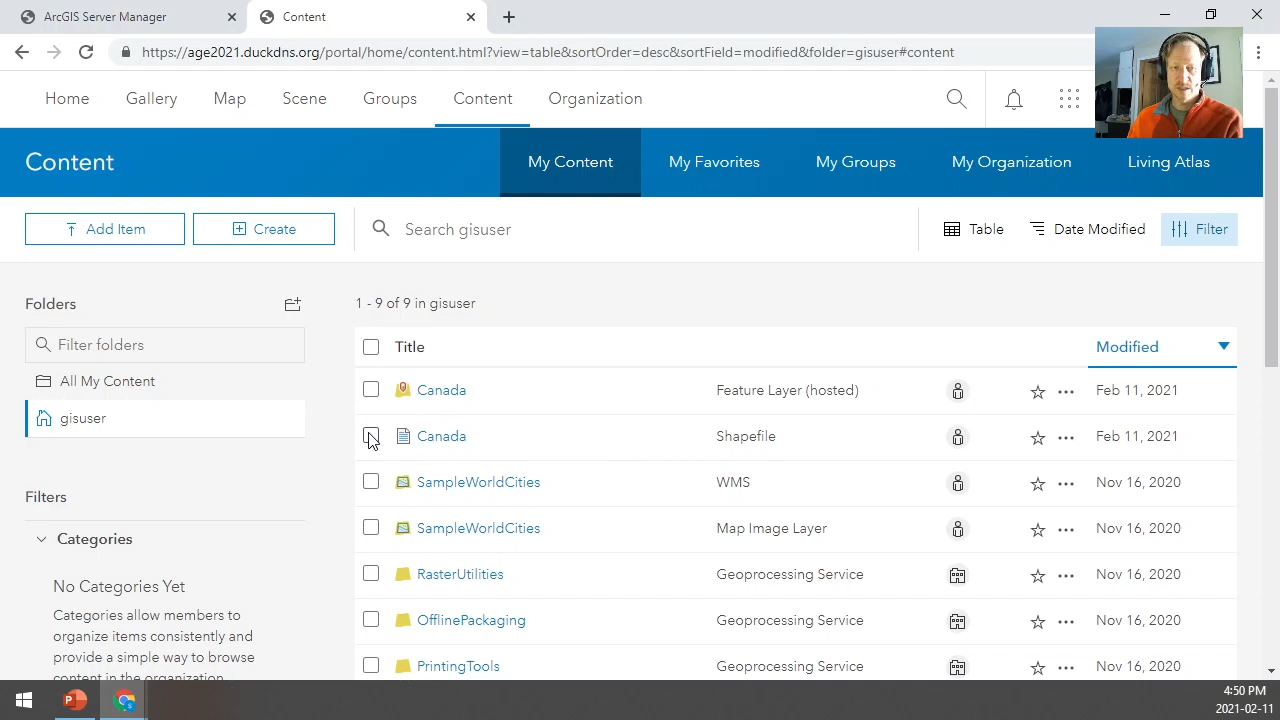 ArcGIS Server Manager
Content
https://age2021.duckdns.org/portal/home/content.html?view=table&sortOrder=desc&sortField=modified&folder=gisuser#content
Home Gallery Map Scene Groups Content Organization
Content
My Content My Favorites My Groups My Organization Living Atlas
Add Item Create Search gisuser Table Date Modified Filter
Folders
1 - 9 of 9 in gisuser
Filter folders
All My Content
gisuser
Filters
Categories
No Categories Yet
Categories allow members to
organize items consistently and
provide a simple way to browse
content in the organization.
Title Modified
Canada Feature Layer (hosted) Feb 11, 2021
Canada Shapefile Feb 11, 2021
SampleWorldCities WMS Nov 16, 2020
SampleWorldCities Map Image Layer Nov 16, 2020
RasterUtilities Geoprocessing Service Nov 16, 2020
OfflinePackaging Geoprocessing Service Nov 16, 2020
PrintingTools Geoprocessing Service Nov 16, 2020
4:50 PM
2021-02-11